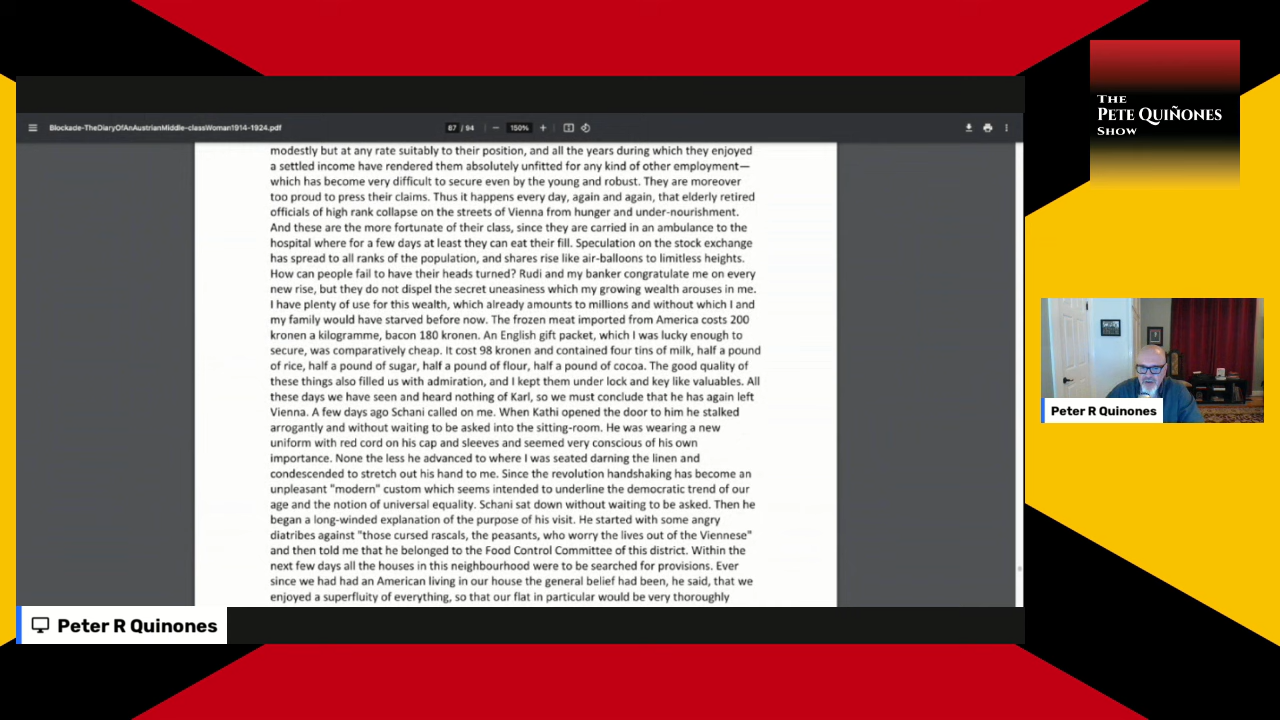 Blockade-TheDiaryOfAnAustrianMiddle-classWoman1914-1924.pdf
87 / 94
150%
modestly but at any rate suitably to their position, and all the years during which they enjoyed
a settled income have rendered them absolutely unfitted for any kind of other employment—
which has become very difficult to secure even by the young and robust. They are moreover
too proud to press their claims. Thus it happens every day, again and again, that elderly retired
officials of high rank collapse on the streets of Vienna from hunger and under-nourishment.
And these are the more fortunate of their class, since they are carried in an ambulance to the
hospital where for a few days at least they can eat their fill. Speculation on the stock exchange
has spread to all ranks of the population, and shares rise like air-balloons to limitless heights.
How can people fail to have their heads turned? Rudi and my banker congratulate me on every
new rise, but they do not dispel the secret uneasiness which my growing wealth arouses in me.
I have plenty of use for this wealth, which already amounts to millions and without which I and
my family would have starved before now. The frozen meat imported from America costs 200
kronen a kilogramme, bacon 180 kronen. An English gift packet, which I was lucky enough to
secure, was comparatively cheap. It cost 98 kronen and contained four tins of milk, half a pound
of rice, half a pound of sugar, half a pound of flour, half a pound of cocoa. The good quality of
these things also filled us with admiration, and I kept them under lock and key like valuables. All
these days we have seen and heard nothing of Karl, so we must conclude that he has again left
Vienna. A few days ago Schani called on me. When Kathi opened the door to him he stalked
arrogantly and without waiting to be asked into the sitting-room. He was wearing a new
uniform with red cord on his cap and sleeves and seemed very conscious of his own
importance. None the less he advanced to where I was seated darning the linen and
condescended to stretch out his hand to me. Since the revolution handshaking has become an
unpleasant "modern" custom which seems intended to underline the democratic trend of our
age and the notion of universal equality. Schani sat down without waiting to be asked. Then he
began a long-winded explanation of the purpose of his visit. He started with some angry
diatribes against "those cursed rascals, the peasants, who worry the lives out of the Viennese"
and then told me that he belonged to the Food Control Committee of this district. Within the
next few days all the houses in this neighbourhood were to be searched for provisions. Ever
since we had had an American living in our house the general belief had been, he said, that we
enjoyed a superfluity of everything, so that our flat in particular would be very thoroughly
THE
PETE QUIÑONES
SHOW
Peter R Quinones
Peter R Quinones